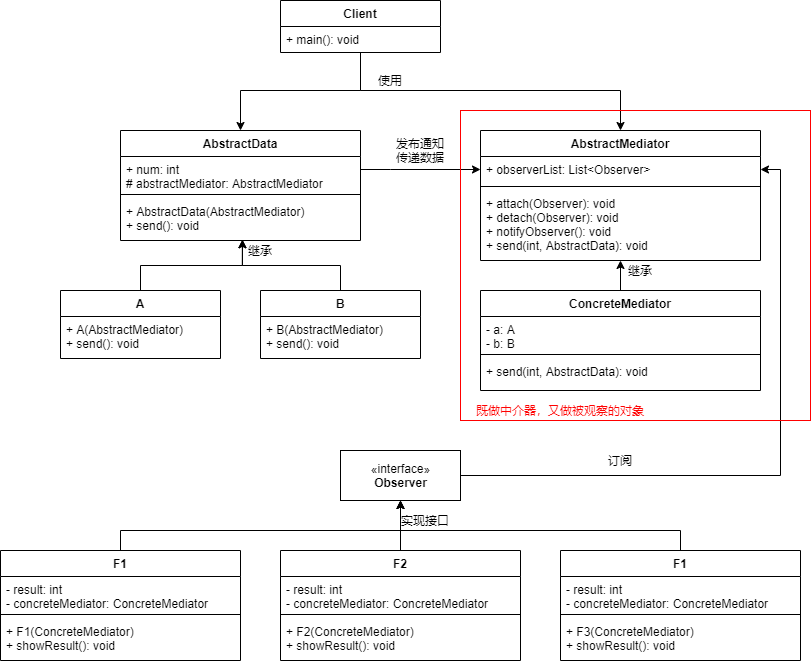 Client
+ main(): void
使用
AbstractData
+ num: int
# abstractMediator: AbstractMediator
+ AbstractData(AbstractMediator)
+ send(): void
发布通知
传递数据
AbstractMediator
+ observerList: List<Observer>
+ attach(Observer): void
+ detach(Observer): void
+ notifyObserver(): void
+ send(int, AbstractData): void
继承
继承
A
+ A(AbstractMediator)
+ send(): void
B
+ B(AbstractMediator)
+ send(): void
ConcreteMediator
- a: A
- b: B
+ send(int, AbstractData): void
既做中介器，又做被观察的对象
«interface»
Observer
订阅
实现接口
F1
- result: int
- concreteMediator: ConcreteMediator
+ F1(ConcreteMediator)
+ showResult(): void
F2
- result: int
- concreteMediator: ConcreteMediator
+ F2(ConcreteMediator)
+ showResult(): void
F1
- result: int
- concreteMediator: ConcreteMediator
+ F3(ConcreteMediator)
+ showResult(): void